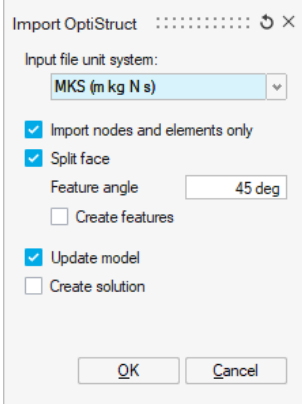 Import OptiStruct
Input file unit system:
MKS (m kg N s)
Import nodes and elements only
Split face
Feature angle 45 deg
Create features
Update model
Create solution
OK Cancel